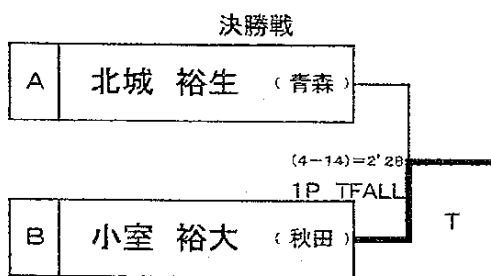 決勝戦
A 北城 裕生 (青森)
(4-14)=2'28
1P TFALL
T
B 小室 裕大 (秋田)